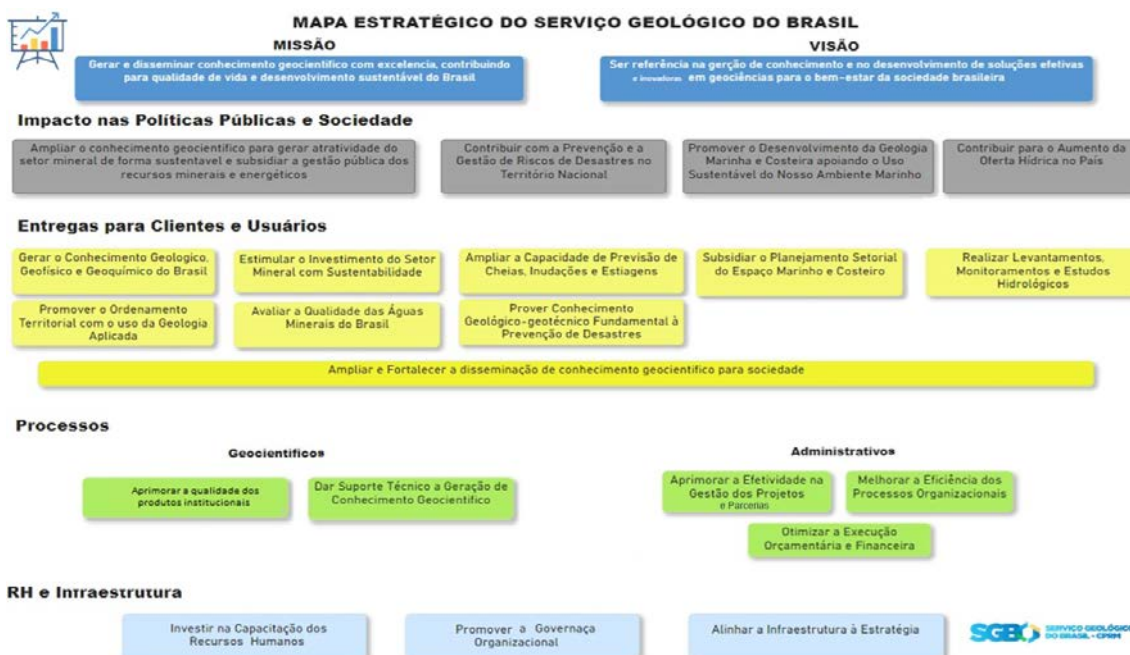 MAPA ESTRATÉGICO DO SERVIÇO GEOLÓGICO DO BRASIL
MISSÃO
Gerar e disseminar conhecimento geocientifico com excelencia, contribuindo
para qualidade de vida e desenvolvimento sustentável do Brasil
VISÃO
Ser referência na gerção de conhecimento e no desenvolvimento de soluções efetivas
e inovadoras em geociências para o bem-estar da sociedade brasileira
Impacto nas Políticas Públicas e Sociedade
Ampliar o conhecimento geocientifico para gerar atratividade do
setor mineral de forma sustentavel e subsidiar a gestão pública dos
recursos minerais e energéticos
Contribuir com a Prevenção e a
Gestão de Riscos de Desastres no
Território Nacional
Promover o Desenvolvimento da Geologia
Marinha e Costeira apoiando o Uso
Sustentável do Nosso Ambiente Marinho
Contribuir para o Aumento da
Oferta Hídrica no País
Entregas para Clientes e Usuários
Gerar o Conhecimento Geologico,
Geofísico e Geoquímico do Brasil
Estimular o Investimento do Setor
Mineral com Sustentabilidade
Ampliar a Capacidade de Previsão de
Cheias, Inudações e Estiagens
Subsidiar o Planejamento Setorial
do Espaço Marinho e Costeiro
Realizar Levantamentos,
Monitoramentos e Estudos
Hidrológicos
Promover o Ordenamento
Territorial com o uso da Geologia
Aplicada
Avaliar a Qualidade das Águas
Minerais do Brasil
Prover Conhecimento
Geológico-geotécnico Fundamental à
Prevenção de Desastres
Ampliar e Fortalecer a disseminação de conhecimento geocientifico para sociedade
Processos
Geocientíficos
Aprimorar a qualidade dos
produtos institucionais
Dar Suporte Técnico a Geração de
Conhecimento Geocientifico
Administrativos
Aprimorar a Efetividade na
Gestão dos Projetos
e Parcerias
Melhorar a Eficiência dos
Processos Organizacionais
Otimizar a Execução
Orçamentária e Financeira
RH e Infraestrutura
Investir na Capacitação dos
Recursos Humanos
Promover a Governaça
Organizacional
Alinhar a Infraestrutura à Estratégia
SGB
SERVIÇO GEOLÓGICO
DO BRASIL - CPRM